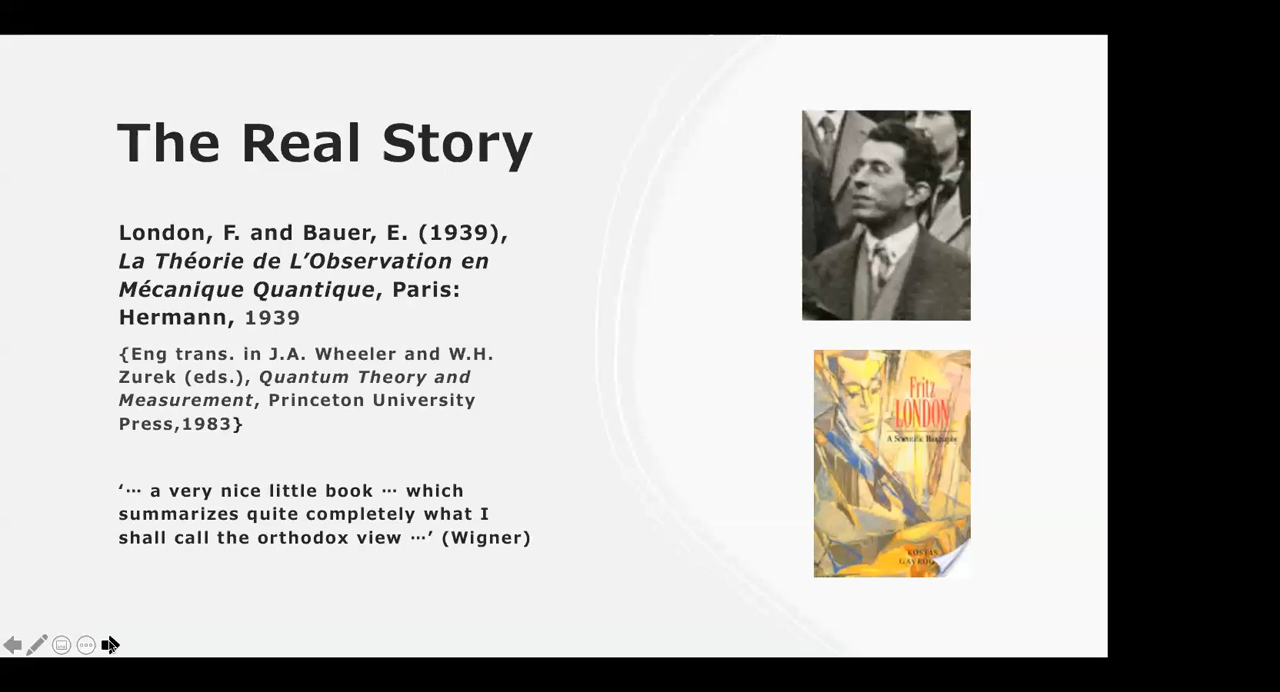 The Real Story
London, F. and Bauer, E. (1939),
La Théorie de L’Observation en
Mécanique Quantique, Paris:
Hermann, 1939
{Eng trans. in J.A. Wheeler and W.H.
Zurek (eds.), Quantum Theory and
Measurement, Princeton University
Press,1983}
‘… a very nice little book … which
summarizes quite completely what I
shall call the orthodox view …’ (Wigner)
Fritz
LONDON
A Scientific Biography
KOSTAS